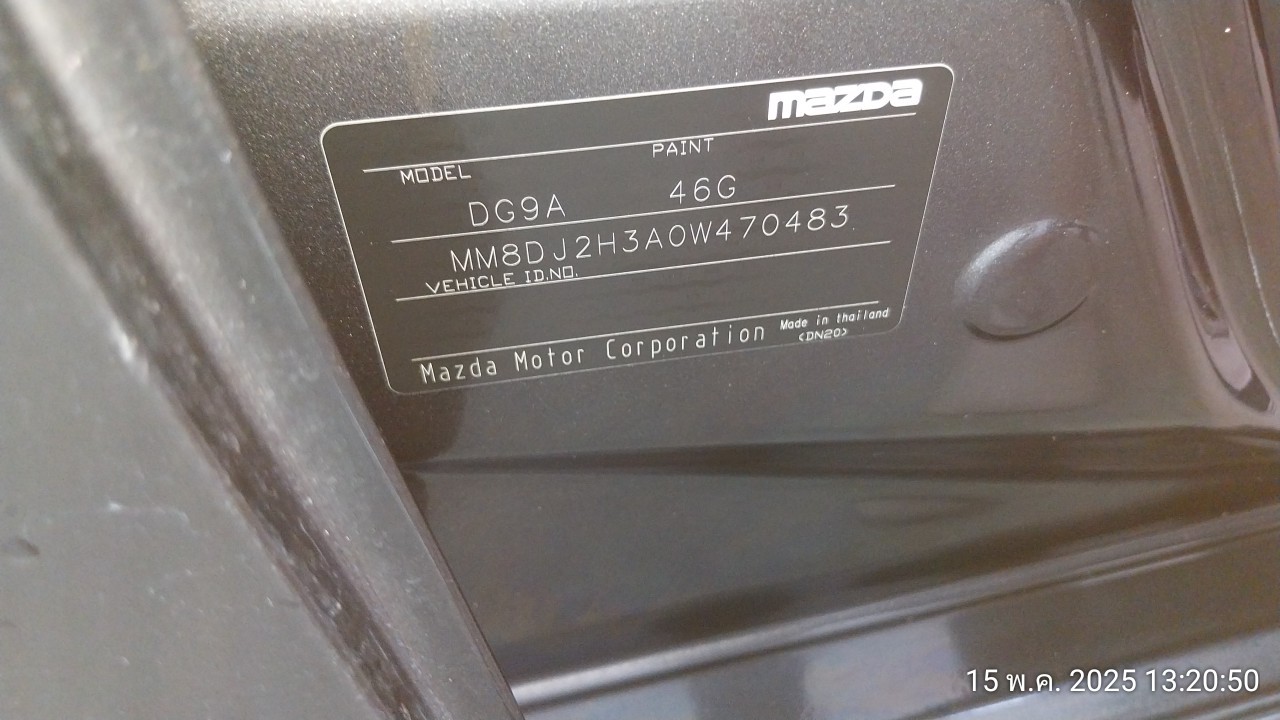 mazda
MODEL PAINT
DG9A 46G
MM8DJ2H3A0W470483
VEHICLE ID.NO.
Mazda Motor Corporation Made in thailand
<DN20>
15 พ.ค. 2025 13:20:50